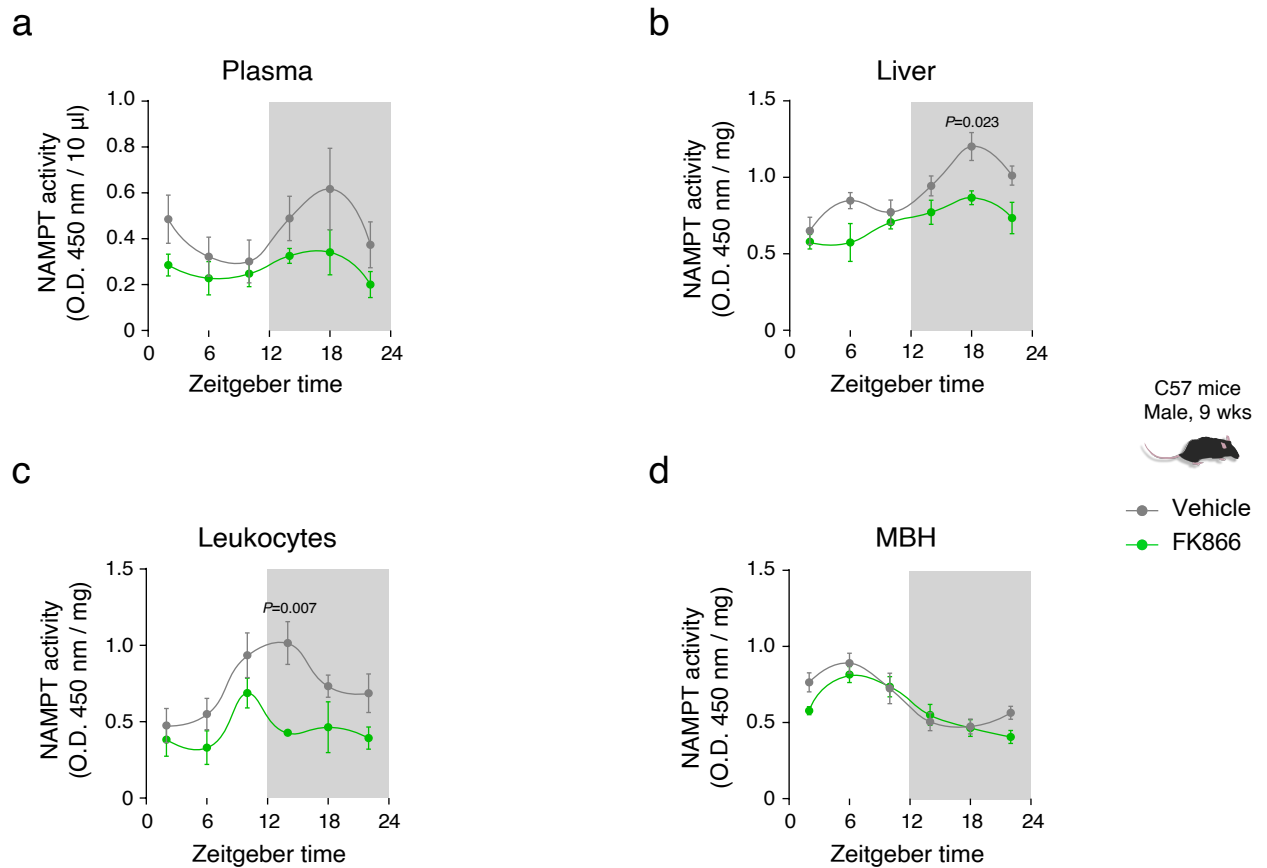 a
Plasma
NAMPT activity
(O.D. 450 nm / 10 µl)
1.0
0.8
0.6
0.4
0.2
0
0 6 12 18 24
Zeitgeber time
b
Liver
NAMPT activity
(O.D. 450 nm / mg)
1.5
1.0
0.5
0
P=0.023
0 6 12 18 24
Zeitgeber time
C57 mice
Male, 9 wks
Vehicle
FK866
c
Leukocytes
NAMPT activity
(O.D. 450 nm / mg)
1.5
1.0
0.5
0
P=0.007
0 6 12 18 24
Zeitgeber time
d
MBH
NAMPT activity
(O.D. 450 nm / mg)
1.5
1.0
0.5
0
0 6 12 18 24
Zeitgeber time